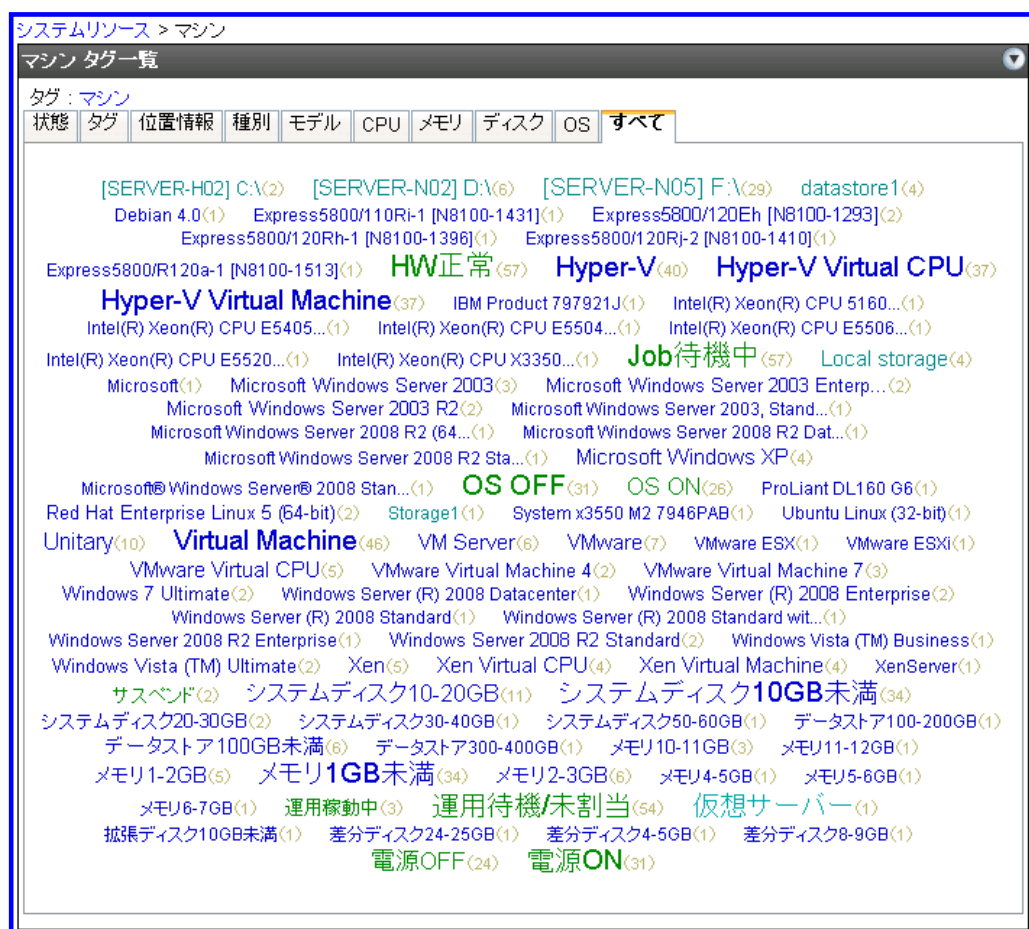 システムリソース > マシン
マシン タグ一覧
タグ : マシン
状態 タグ 位置情報 種別 モデル CPU メモリ ディスク OS すべて
[SERVER-H02] C:\(2) [SERVER-N02] D:\(6) [SERVER-N05] F:\(29) datastore1(4)
Debian 4.0(1) Express5800/110Ri-1 [N8100-1431](1) Express5800/120Eh [N8100-1293](2)
Express5800/120Rh-1 [N8100-1396](1) Express5800/120Rj-2 [N8100-1410](1)
Express5800/R120a-1 [N8100-1513](1) HW正常(57) Hyper-V(40) Hyper-V Virtual CPU(37)
Hyper-V Virtual Machine(37) IBM Product 797921J(1) Intel(R) Xeon(R) CPU 5160...(1)
Intel(R) Xeon(R) CPU E5405...(1) Intel(R) Xeon(R) CPU E5504...(1) Intel(R) Xeon(R) CPU E5506...(1)
Intel(R) Xeon(R) CPU E5520...(1) Intel(R) Xeon(R) CPU X3350...(1) Job待機中(57) Local storage(4)
Microsoft(1) Microsoft Windows Server 2003(3) Microsoft Windows Server 2003 Enterp...(2)
Microsoft Windows Server 2003 R2(2) Microsoft Windows Server 2003, Stand...(1)
Microsoft Windows Server 2008 R2 (64...(1) Microsoft Windows Server 2008 R2 Dat...(1)
Microsoft Windows Server 2008 R2 Sta...(1) Microsoft Windows XP(4)
Microsoft® Windows Server® 2008 Stan...(1) OS OFF(31) OS ON(26) ProLiant DL160 G6(1)
Red Hat Enterprise Linux 5 (64-bit)(2) Storage1(1) System x3550 M2 7946PAB(1) Ubuntu Linux (32-bit)(1)
Unitary(10) Virtual Machine(46) VM Server(6) VMware(7) VMware ESX(1) VMware ESXi(1)
VMware Virtual CPU(5) VMware Virtual Machine 4(2) VMware Virtual Machine 7(3)
Windows 7 Ultimate(2) Windows Server (R) 2008 Datacenter(1) Windows Server (R) 2008 Enterprise(2)
Windows Server (R) 2008 Standard(1) Windows Server (R) 2008 Standard wit...(1)
Windows Server 2008 R2 Enterprise(1) Windows Server 2008 R2 Standard(2) Windows Vista (TM) Business(1)
Windows Vista (TM) Ultimate(2) Xen(5) Xen Virtual CPU(4) Xen Virtual Machine(4) XenServer(1)
サスペンド(2) システムディスク10-20GB(11) システムディスク10GB未満(34)
システムディスク20-30GB(2) システムディスク30-40GB(1) システムディスク50-60GB(1) データストア100-200GB(1)
データストア100GB未満(6) データストア300-400GB(1) メモリ10-11GB(3) メモリ11-12GB(1)
メモリ1-2GB(5) メモリ1GB未満(34) メモリ2-3GB(6) メモリ4-5GB(1) メモリ5-6GB(1)
メモリ6-7GB(1) 運用稼動中(3) 運用待機/未割当(54) 仮想サーバー(1)
拡張ディスク10GB未満(1) 差分ディスク24-25GB(1) 差分ディスク4-5GB(1) 差分ディスク8-9GB(1)
電源OFF(24) 電源ON(31)